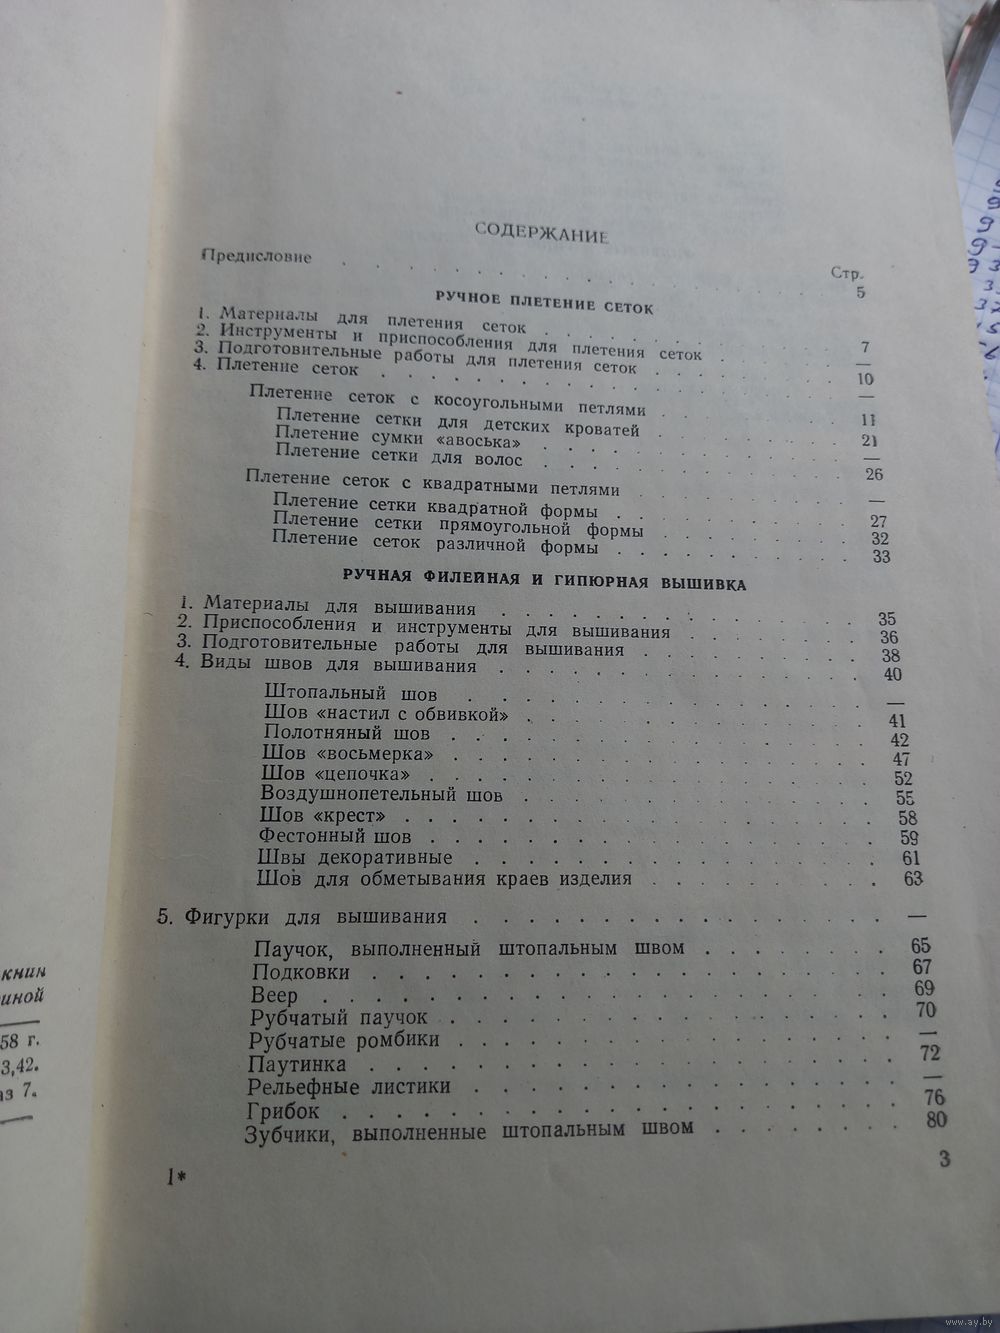 58 г.
3,42.
СОДЕРЖАНИЕ
Стр.
Предисловие . . . . . . . . . . 5
РУЧНОЕ ПЛЕТЕНИЕ СЕТОК
1. Материалы для плетения сеток . . . . . . 7
2. Инструменты и приспособления для плетения сеток . . . —
3. Подготовительные работы для плетения сеток . . . . 10
4. Плетение сеток . . . . . . . . . . —
Плетение сеток с косоугольными петлями . . . . 11
Плетение сетки для детских кроватей . . . . 21
Плетение сумки «авоська» . . . . . . —
Плетение сетки для волос . . . . . . 26
Плетение сеток с квадратными петлями . . . . —
Плетение сетки квадратной формы . . . . 27
Плетение сетки прямоугольной формы . . . . 32
Плетение сеток различной формы . . . . 33
РУЧНАЯ ФИЛЕЙНАЯ И ГИПЮРНАЯ ВЫШИВКА
1. Материалы для вышивания . . . . . . 35
2. Приспособления и инструменты для вышивания . . . . 36
3. Подготовительные работы для вышивания . . . . 38
4. Виды швов для вышивания . . . . . . 40
Штопальный шов . . . . . . —
Шов «настил с обвивкой» . . . . . . 41
Полотняный шов . . . . . . 42
Шов «восьмерка» . . . . . . 47
Шов «цепочка» . . . . . . 52
Воздушнопетельный шов . . . . . . 55
Шов «крест» . . . . . . 58
Фестонный шов . . . . . . 59
Швы декоративные . . . . . . 61
Шов для обметывания краев изделия . . . . . . 63
5. Фигурки для вышивания . . . . . . —
Паучок, выполненный штопальным швом . . . . . . 65
Подковки . . . . . . 67
Веер . . . . . . 69
Рубчатый паучок . . . . . . 70
Рубчатые ромбики . . . . . . —
Паутинка . . . . . . 72
Рельефные листики . . . . . . —
Грибок . . . . . . 76
Зубчики, выполненные штопальным швом . . . . . . 80
1*
3
www.ay.by